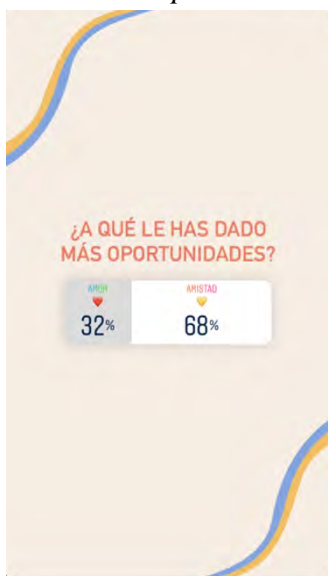 ¿A QUÉ LE HAS DADO
MÁS OPORTUNIDADES?
AMOR AMISTAD
❤️ 💛
32% 68%